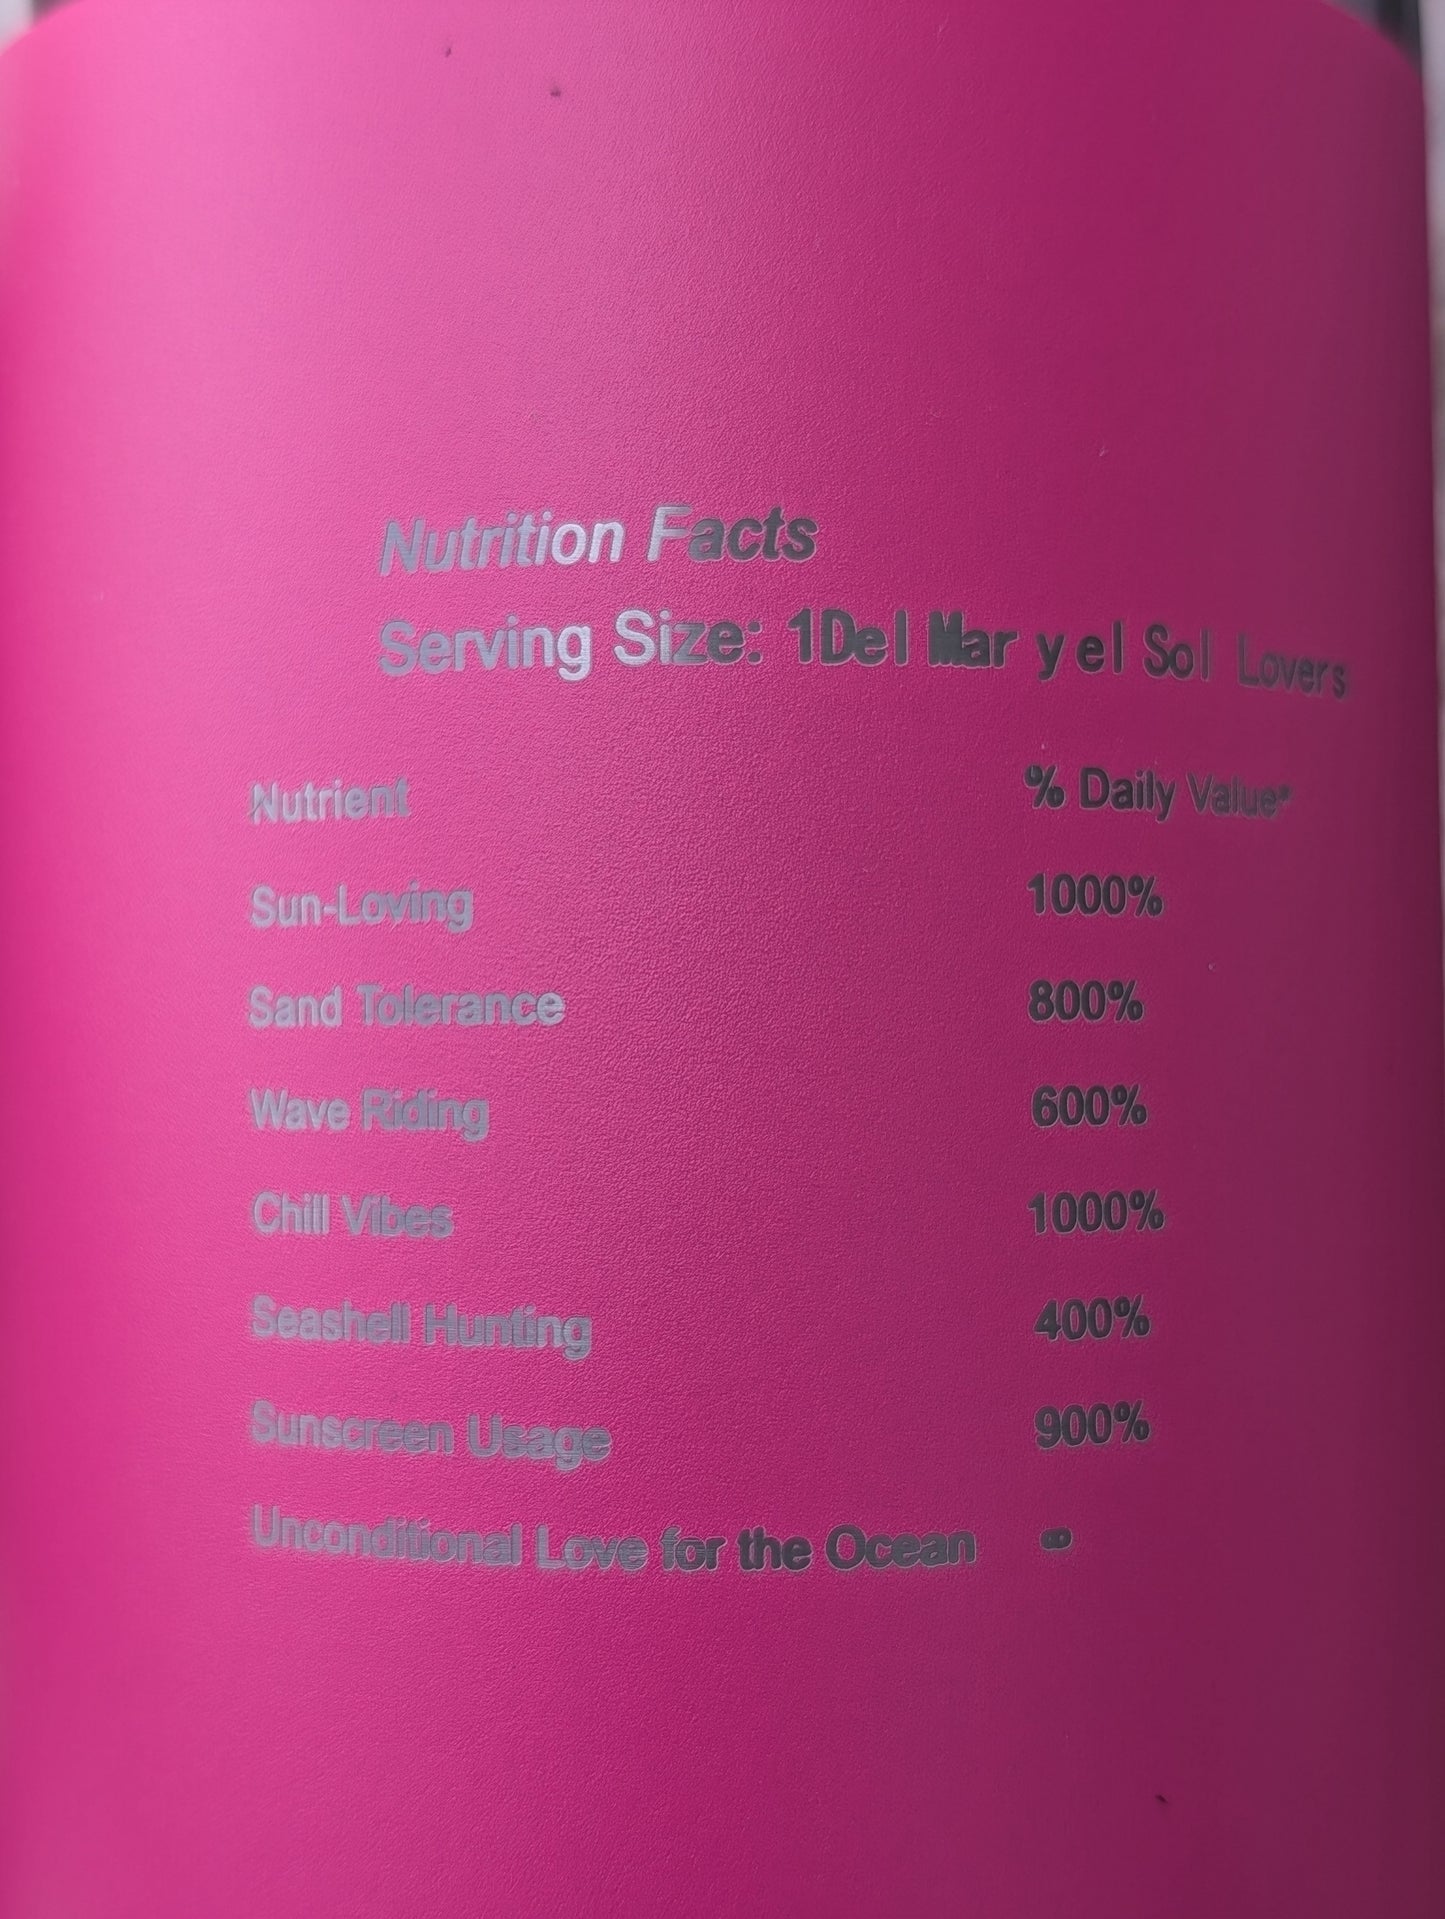 Nutrition Facts
Serving Size: 1Del Mar y el Sol Lovers
Nutrient % Daily Value*
Sun-Loving 1000%
Sand Tolerance 800%
Wave Riding 600%
Chill Vibes 1000%
Seashell Hunting 400%
Sunscreen Usage 900%
Unconditional Love for the Ocean ∞